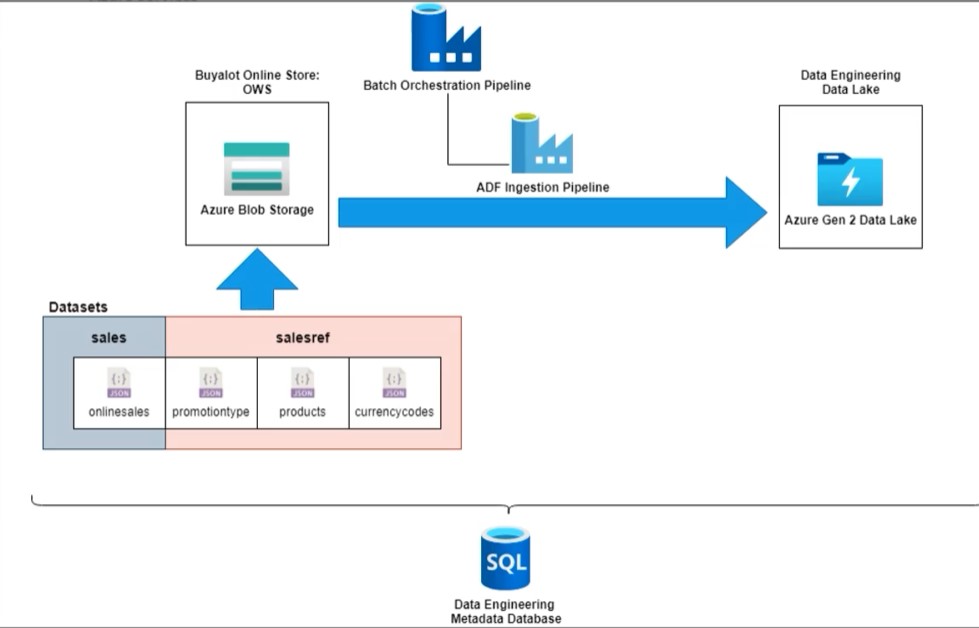 Batch Orchestration Pipeline
Buyalot Online Store:
OWS
Azure Blob Storage
ADF Ingestion Pipeline
Data Engineering
Data Lake
Azure Gen 2 Data Lake
Datasets
sales
salesref
{:}
JSON
onlinesales
{:}
JSON
promotiontype
{:}
JSON
products
{:}
JSON
currencycodes
SQL
Data Engineering
Metadata Database